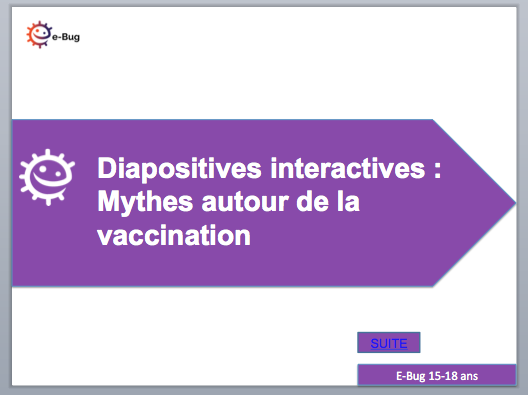 e-Bug
Diapositives interactives :
Mythes autour de la
vaccination
SUITE
E-Bug 15-18 ans